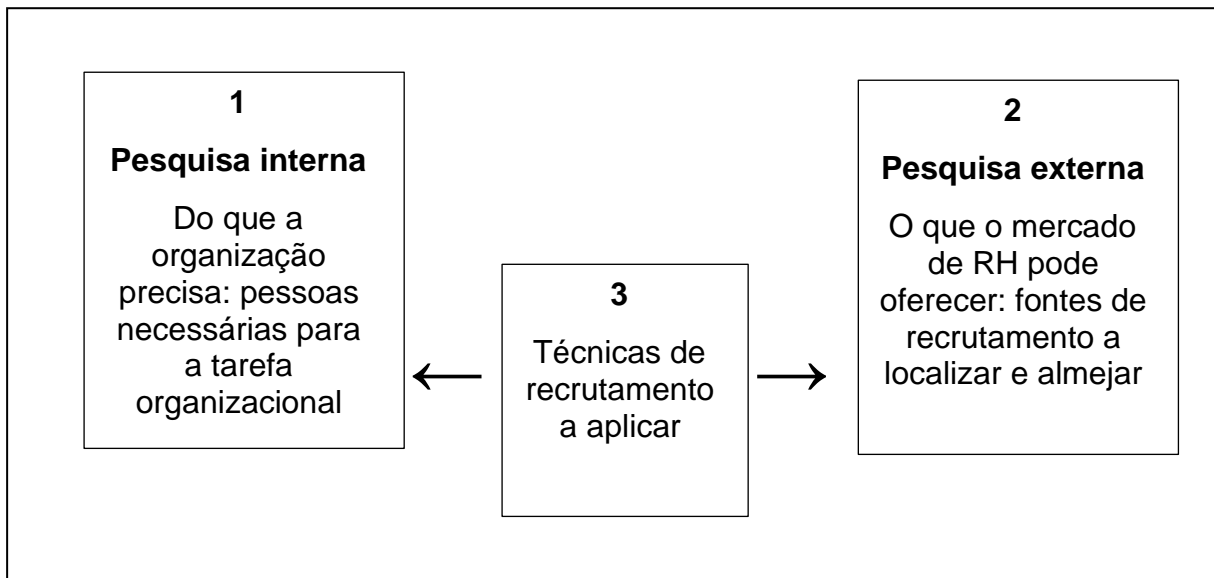 1
Pesquisa interna
Do que a
organização
precisa: pessoas
necessárias para
a tarefa
organizacional
2
Pesquisa externa
O que o mercado
de RH pode
oferecer: fontes de
recrutamento a
localizar e almejar
3
Técnicas de
recrutamento
a aplicar